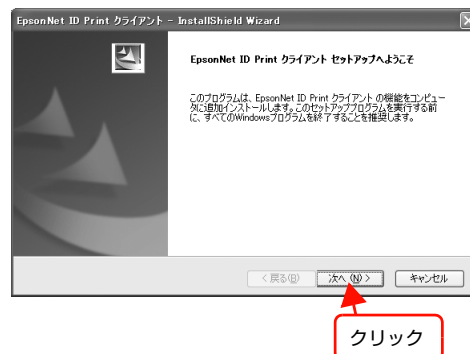 EpsonNet ID Print クライアント - InstallShield Wizard
EpsonNet ID Print クライアント セットアップへようこそ
このプログラムは、EpsonNet ID Print クライアント の機能をコンピュー
タに追加インストールします。このセットアッププログラムを実行する前
に、すべてのWindowsプログラムを終了することを推奨します。
< 戻る(B)
次へ (N) >
キャンセル
クリック